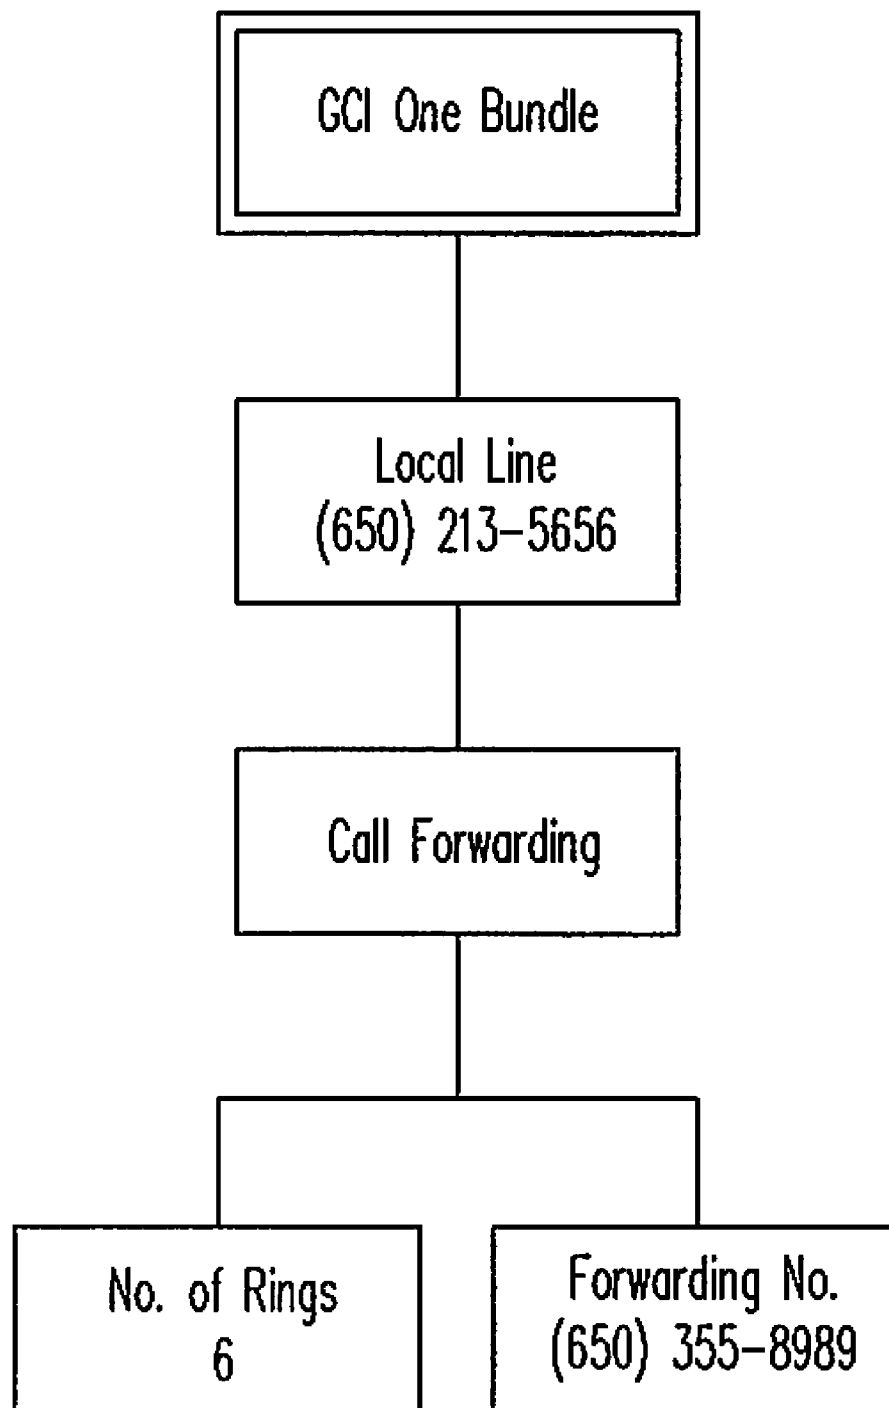 GCI One Bundle
Local Line
(650) 213-5656
Call Forwarding
No. of Rings
6
Forwarding No.
(650) 355-8989